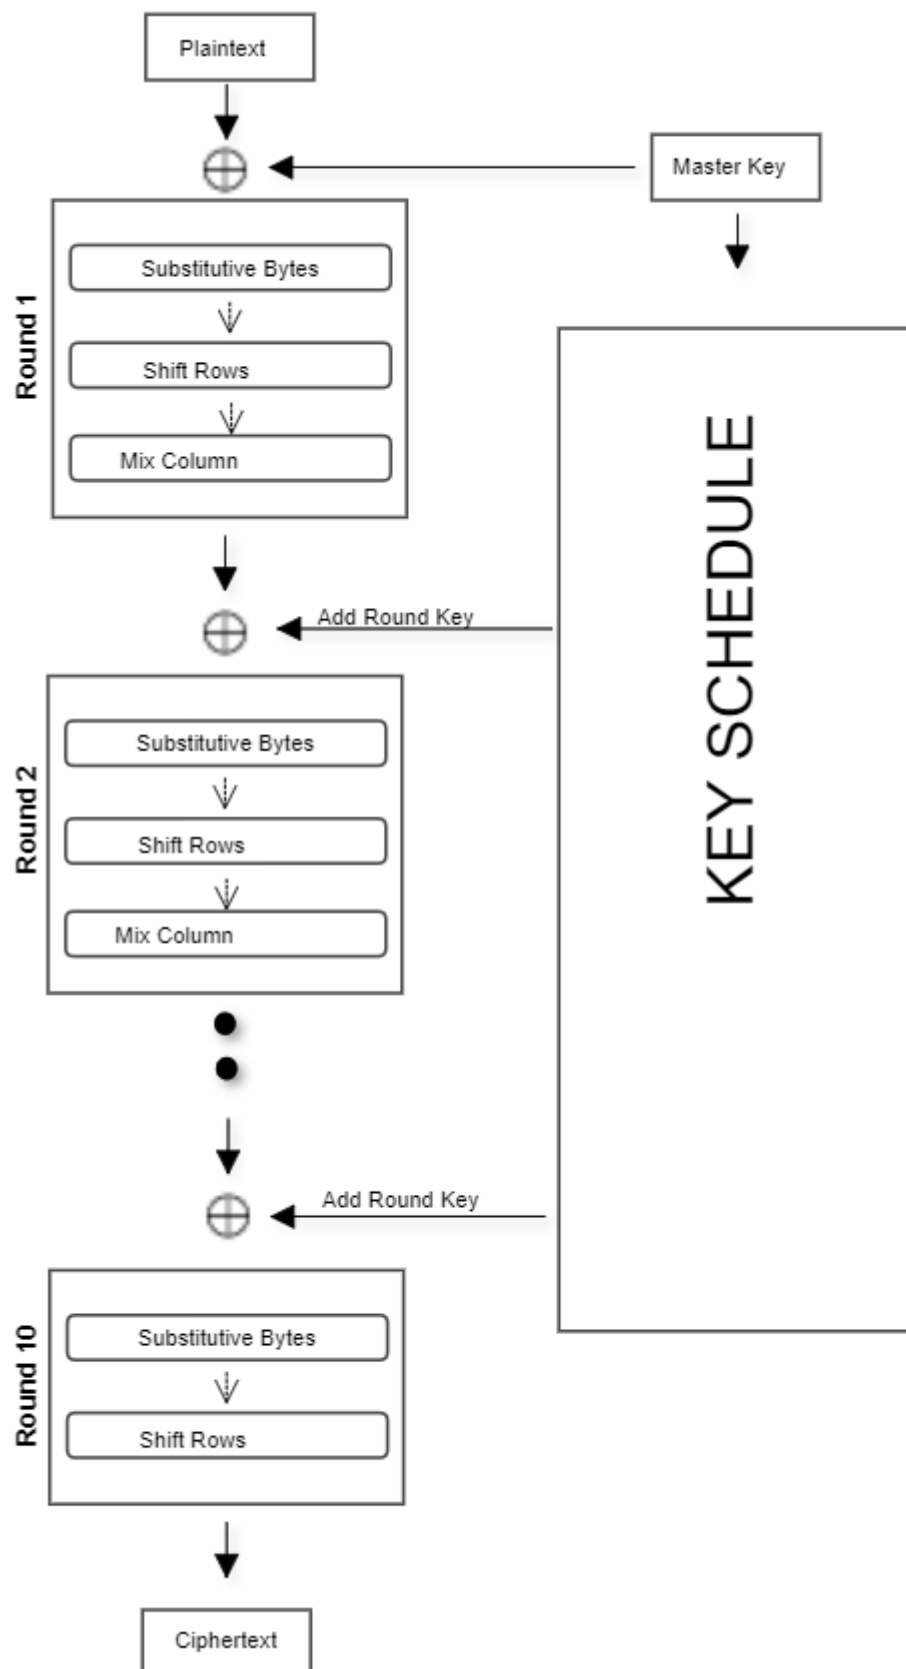 Plaintext
Master Key
Round 1
Substitutive Bytes
Shift Rows
Mix Column
KEY SCHEDULE
Add Round Key
Round 2
Substitutive Bytes
Shift Rows
Mix Column
Add Round Key
Round 10
Substitutive Bytes
Shift Rows
Ciphertext